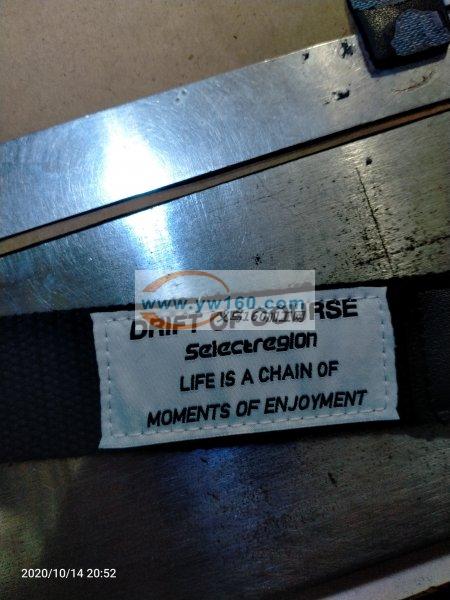 www.yw160.com
DRIFT OF COURSE
Selectregion
LIFE IS A CHAIN OF
MOMENTS OF ENJOYMENT
2020/10/14 20:52